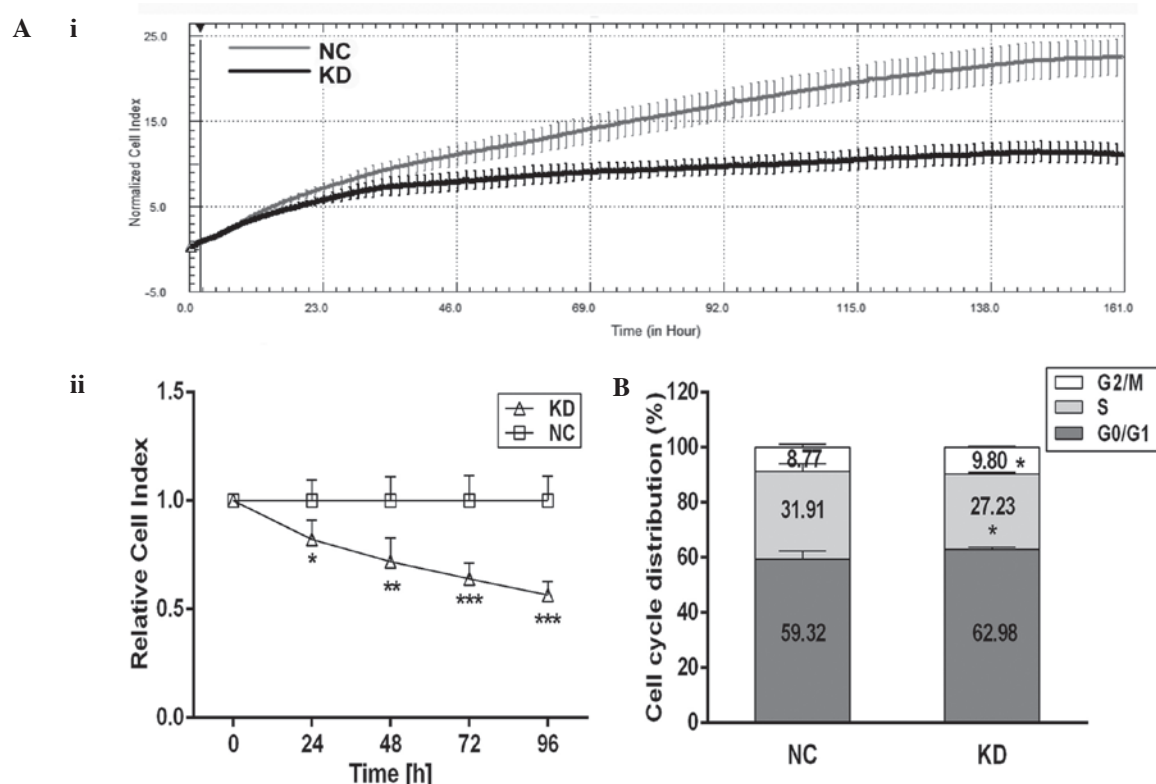 A i
25.0
15.0
5.0
-5.0
Normalized Cell Index
NC
KD
0.0 23.0 46.0 69.0 92.0 115.0 138.0 161.0
Time (in Hour)
ii
1.5
1.0
0.5
0.0
Relative Cell Index
KD
NC
*
**
***
***
0 24 48 72 96
Time [h]
B
G2/M
S
G0/G1
120
100
80
60
40
20
0
Cell cycle distribution (%)
8.77
31.91
59.32
9.80 *
27.23
*
62.98
NC KD